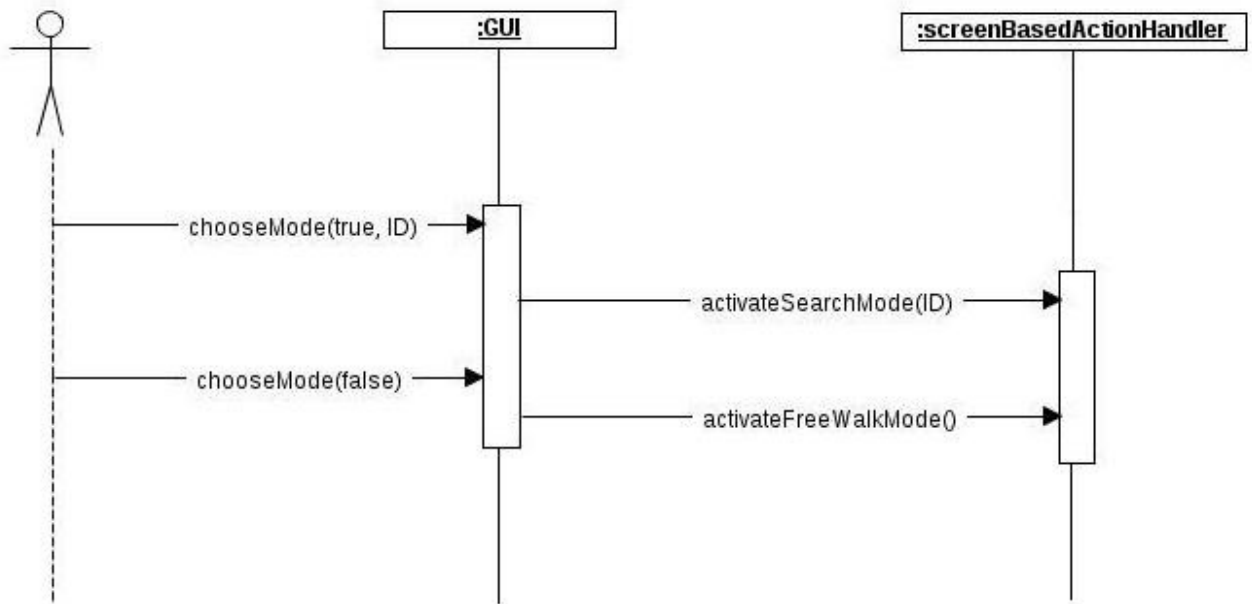 :GUI
:screenBasedActionHandler
chooseMode(true, ID)
activateSearchMode(ID)
chooseMode(false)
activateFreeWalkMode()